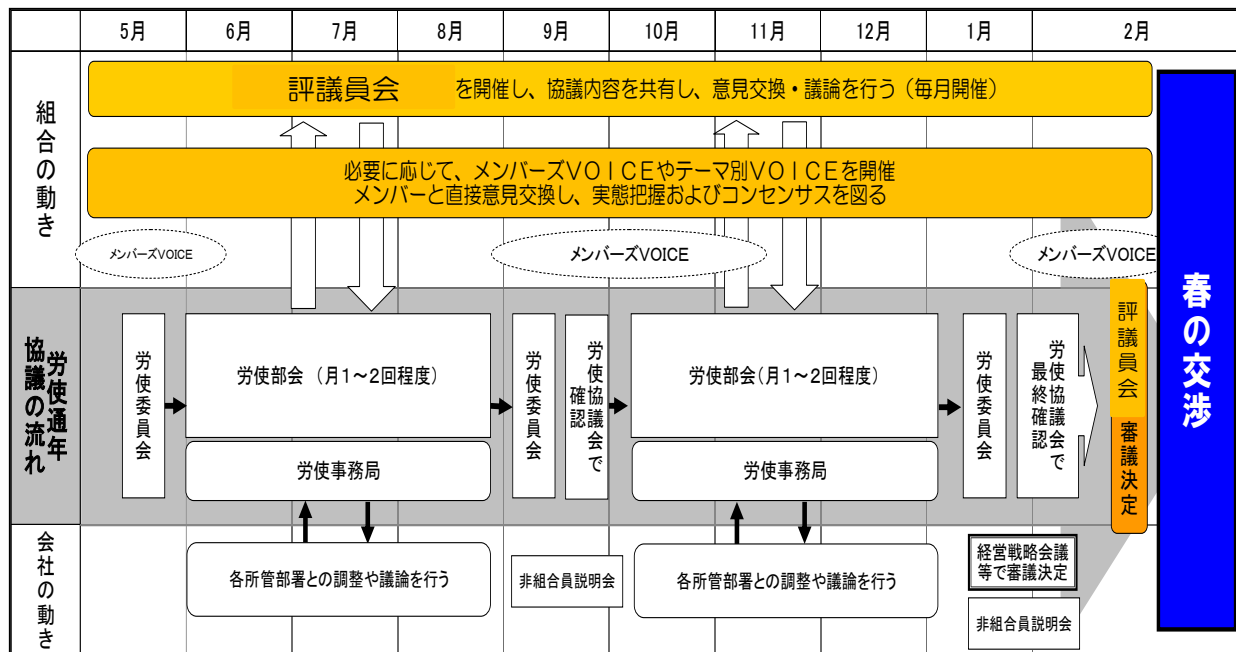 5月
6月
7月
8月
9月
10月
11月
12月
1月
2月
組合の動き
評議員会 を開催し、協議内容を共有し、意見交換・議論を行う（毎月開催）
必要に応じて、メンバーズVOICEやテーマ別VOICEを開催
メンバーと直接意見交換し、実態把握およびコンセンサスを図る
メンバーズVOICE
メンバーズVOICE
メンバーズVOICE
春の交渉
労使通年
協議の流れ
労使委員会
労使部会（月1～2回程度）
労使事務局
労使委員会
労使協議会で
確認
労使部会(月1～2回程度)
労使事務局
労使委員会
労使協議会で
最終確認
評議員会
審議決定
会社の動き
各所管部署との調整や議論を行う
非組合員説明会
各所管部署との調整や議論を行う
経営戦略会議
等で審議決定
非組合員説明会